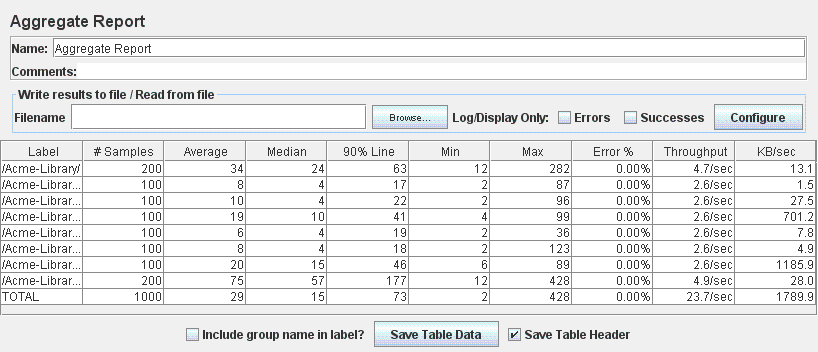 Aggregate Report
Name: Aggregate Report
Comments:
Write results to file / Read from file
Filename Browse... Log/Display Only: Errors Successes Configure
Label # Samples Average Median 90% Line Min Max Error % Throughput KB/sec
/Acme-Library/ 200 34 24 63 12 282 0.00% 4.7/sec 13.1
/Acme-Librar... 100 8 4 17 2 87 0.00% 2.6/sec 1.5
/Acme-Librar... 100 10 4 22 2 96 0.00% 2.6/sec 27.5
/Acme-Librar... 100 19 10 41 4 99 0.00% 2.6/sec 701.2
/Acme-Librar... 100 6 4 19 2 36 0.00% 2.6/sec 7.8
/Acme-Librar... 100 8 4 18 2 123 0.00% 2.6/sec 4.9
/Acme-Librar... 100 20 15 46 6 89 0.00% 2.6/sec 1185.9
/Acme-Librar... 200 75 57 177 12 428 0.00% 4.9/sec 28.0
TOTAL 1000 29 15 73 2 428 0.00% 23.7/sec 1789.9
Include group name in label? Save Table Data Save Table Header